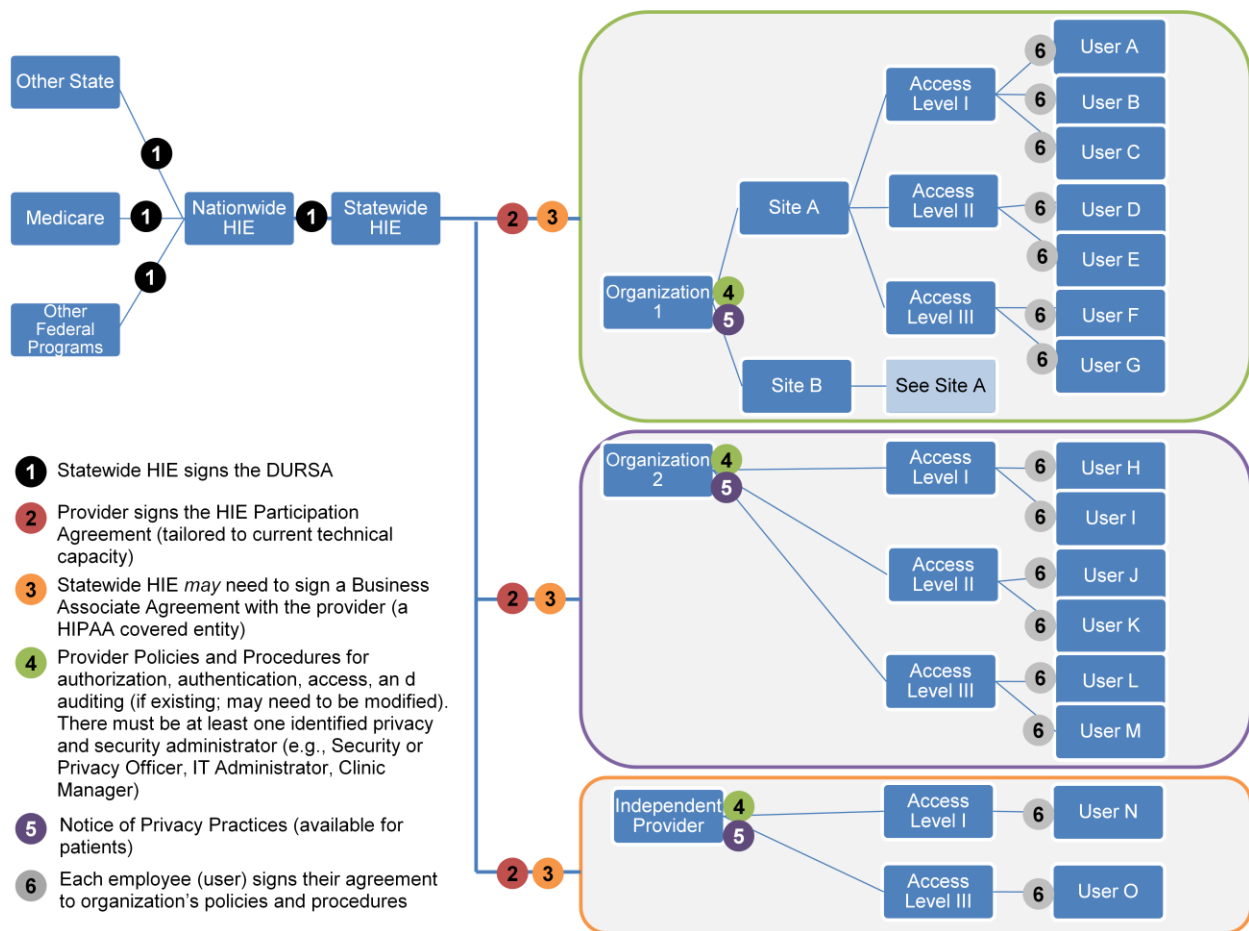 Other State
Medicare
Other
Federal
Programs
1
1
1
Nationwide
HIE
1
Statewide
HIE
2
3
Organization
1
4
5
Site A
Site B
See Site A
Access
Level I
Access
Level II
Access
Level III
6
User A
6
User B
6
User C
6
User D
6
User E
6
User F
6
User G
2
3
Organization
2
4
5
Access
Level I
Access
Level II
Access
Level III
6
User H
6
User I
6
User J
6
User K
6
User L
6
User M
2
3
Independent
Provider
4
5
Access
Level I
Access
Level III
6
User N
6
User O
1 Statewide HIE signs the DURSA
2 Provider signs the HIE Participation
Agreement (tailored to current technical
capacity)
3 Statewide HIE may need to sign a Business
Associate Agreement with the provider (a
HIPAA covered entity)
4 Provider Policies and Procedures for
authorization, authentication, access, an d
auditing (if existing; may need to be modified).
There must be at least one identified privacy
and security administrator (e.g., Security or
Privacy Officer, IT Administrator, Clinic
Manager)
5 Notice of Privacy Practices (available for
patients)
6 Each employee (user) signs their agreement
to organization’s policies and procedures